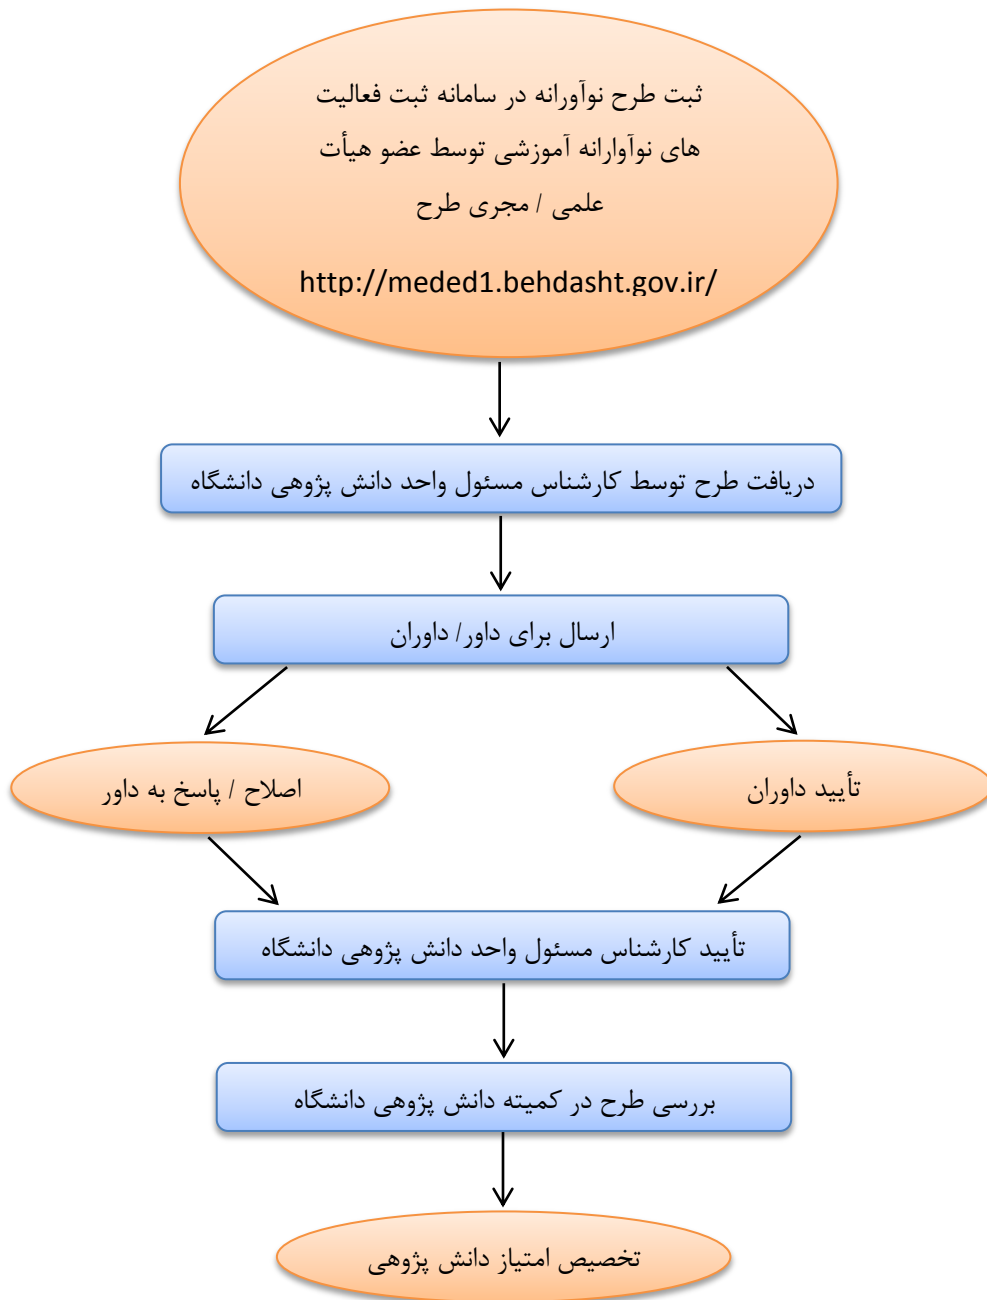 ثبت طرح نوآورانه در سامانه ثبت فعالیت
های نوآوارانه آموزشی توسط عضو هیأت
علمی / مجری طرح
http://meded1.behdasht.gov.ir/
دریافت طرح توسط کارشناس مسئول واحد دانش پژوهی دانشگاه
ارسال برای داور/ داوران
تأیید داوران
اصلاح / پاسخ به داور
تأیید کارشناس مسئول واحد دانش پژوهی دانشگاه
بررسی طرح در کمیته دانش پژوهی دانشگاه
تخصیص امتیاز دانش پژوهی